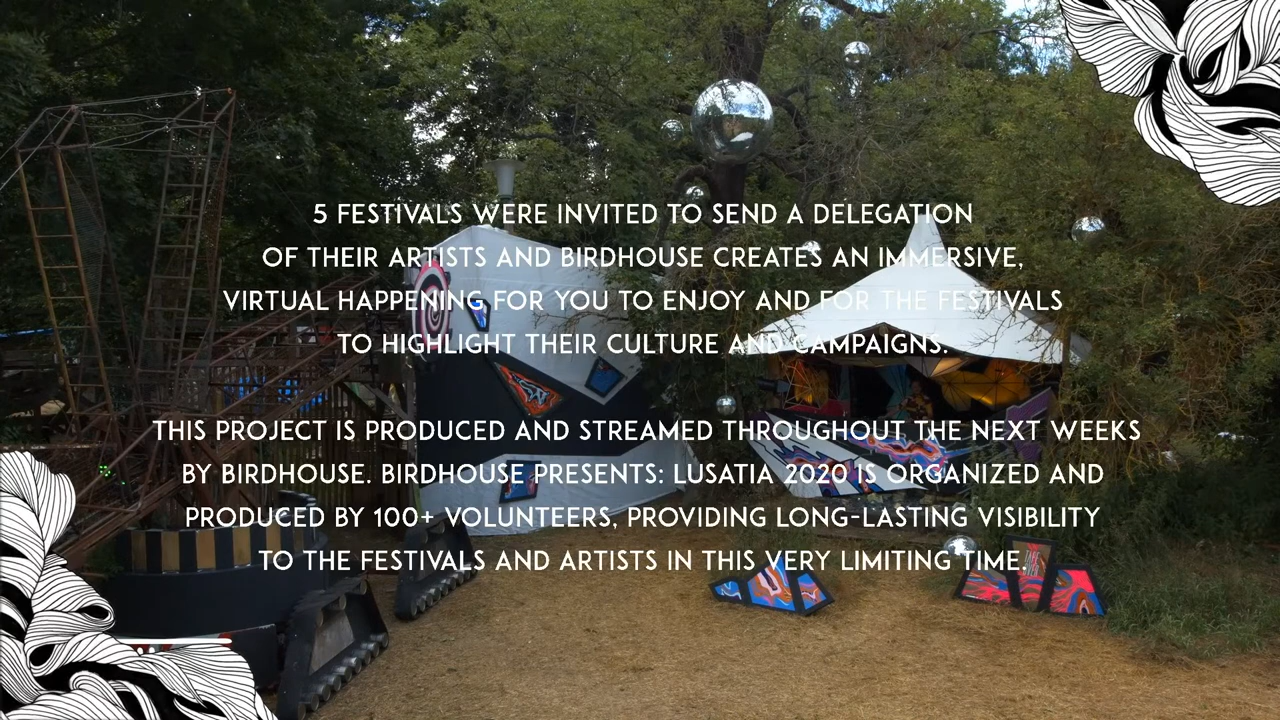 5 FESTIVALS WERE INVITED TO SEND A DELEGATION
OF THEIR ARTISTS AND BIRDHOUSE CREATES AN IMMERSIVE,
VIRTUAL HAPPENING FOR YOU TO ENJOY AND FOR THE FESTIVALS
TO HIGHLIGHT THEIR CULTURE AND CAMPAIGNS.
THIS PROJECT IS PRODUCED AND STREAMED THROUGHOUT THE NEXT WEEKS
BY BIRDHOUSE. BIRDHOUSE PRESENTS: LUSATIA 2020 IS ORGANIZED AND
PRODUCED BY 100+ VOLUNTEERS, PROVIDING LONG-LASTING VISIBILITY
TO THE FESTIVALS AND ARTISTS IN THIS VERY LIMITING TIME.